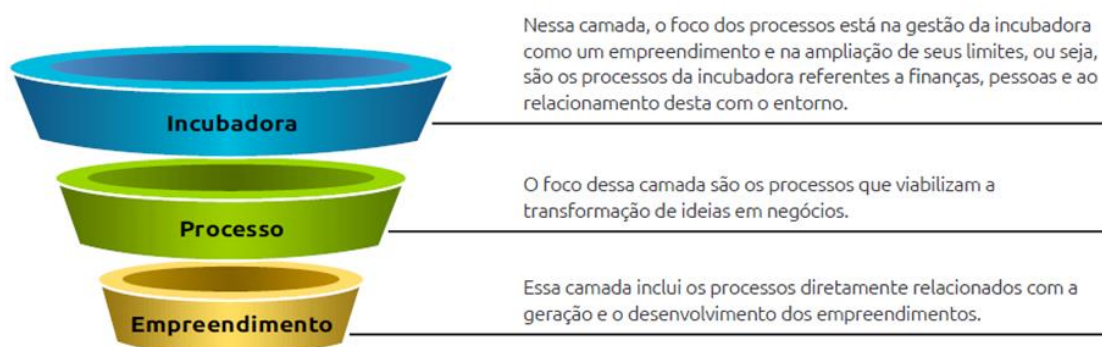 Nessa camada, o foco dos processos está na gestão da incubadora
como um empreendimento e na ampliação de seus limites, ou seja,
são os processos da incubadora referentes a finanças, pessoas e ao
relacionamento desta com o entorno.
Incubadora
O foco dessa camada são os processos que viabilizam a
transformação de ideias em negócios.
Processo
Essa camada inclui os processos diretamente relacionados com a
geração e o desenvolvimento dos empreendimentos.
Empreendimento